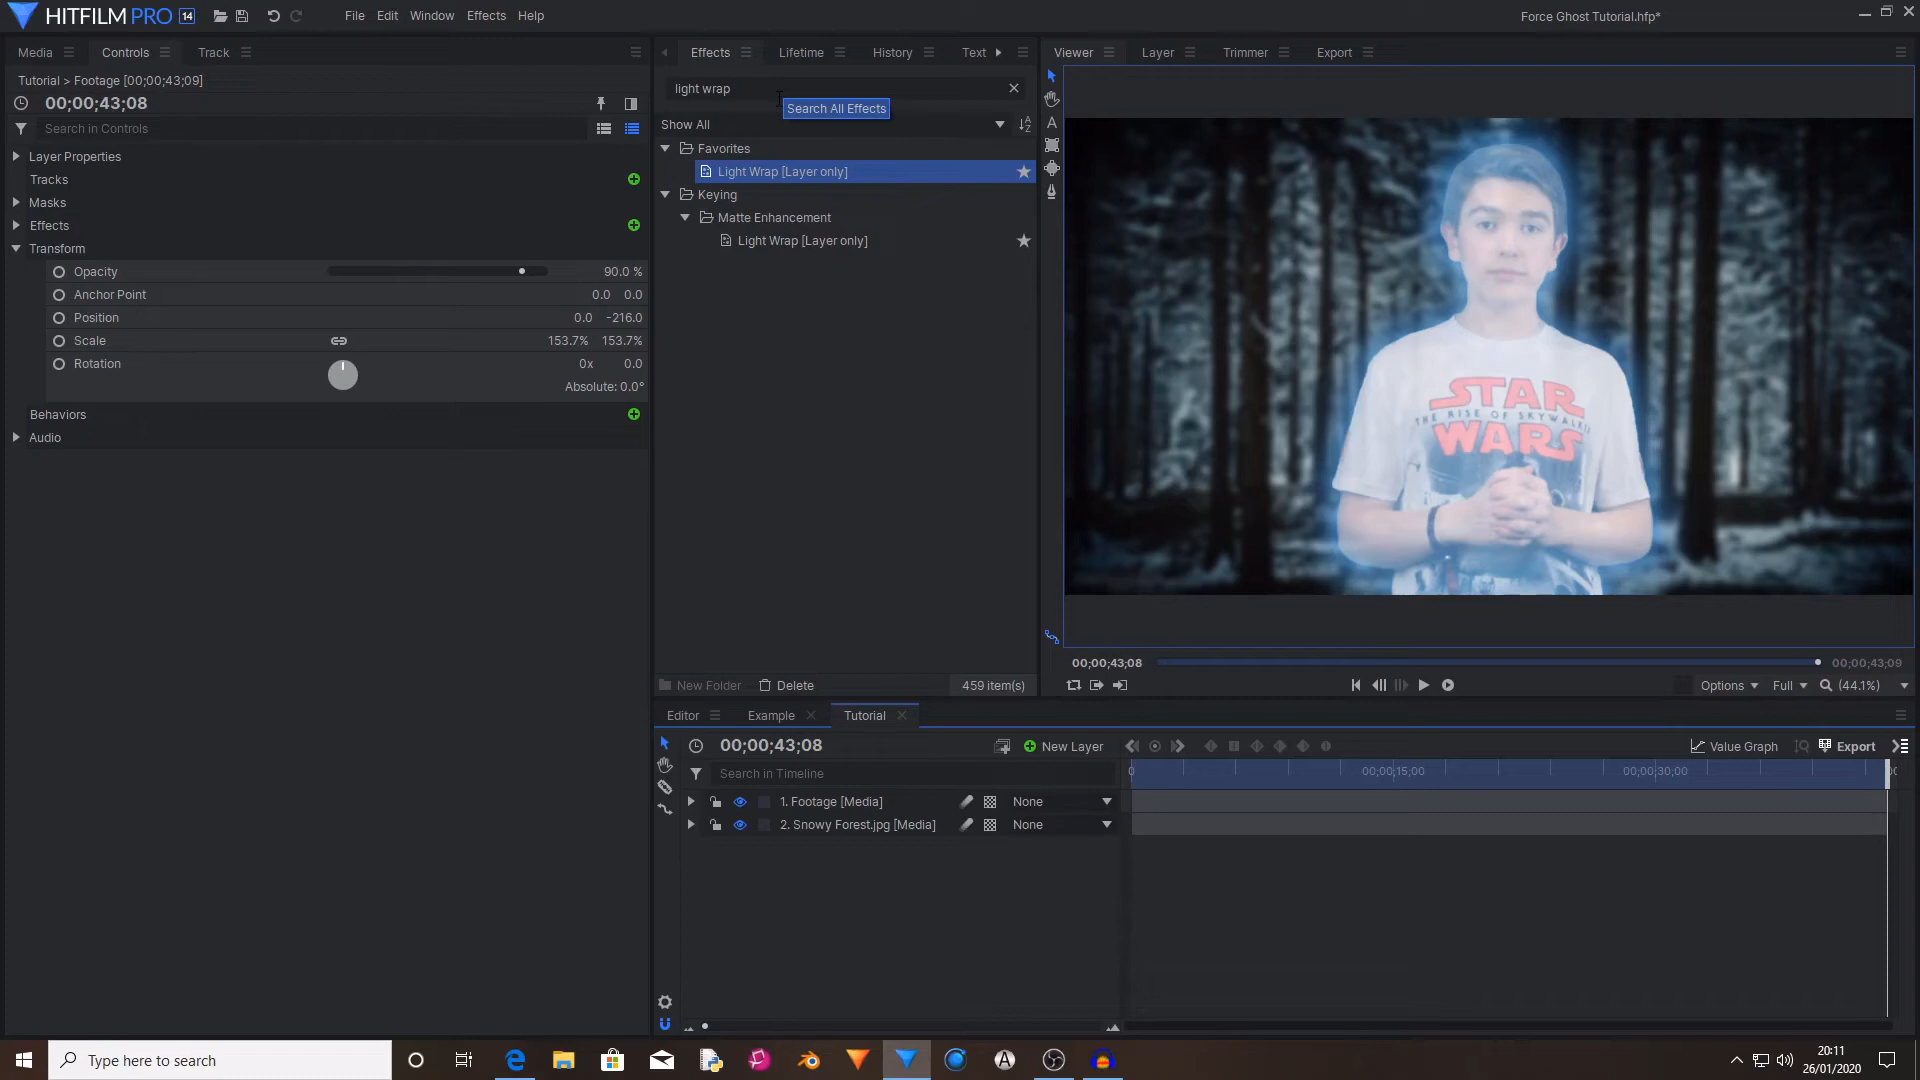 HITFILM PRO 14
File Edit Window Effects Help
Force Ghost Tutorial.hfp*
Media Controls Track
Tutorial > Footage [00;00;43;09]
00;00;43;08
Search in Controls
Layer Properties
Tracks
Masks
Effects
Transform
Opacity 90.0 %
Anchor Point 0.0 0.0
Position 0.0 -216.0
Scale 153.7% 153.7%
Rotation 0x 0.0
Absolute: 0.0°
Behaviors
Audio
Effects Lifetime History Text
light wrap
Search All Effects
Show All
Favorites
Light Wrap [Layer only]
Keying
Matte Enhancement
Light Wrap [Layer only]
New Folder Delete 459 item(s)
Viewer Layer Trimmer Export
STAR
THE RISE OF SKYWALKER
WARS
00;00;43;08 00;00;43;09
Options Full (44.1%)
Editor Example Tutorial
00;00;43;08 New Layer Value Graph Export
Search in Timeline
0 00;00;15;00 00;00;30;00
1. Footage [Media] None
2. Snowy Forest.jpg [Media] None
Type here to search
20:11
26/01/2020